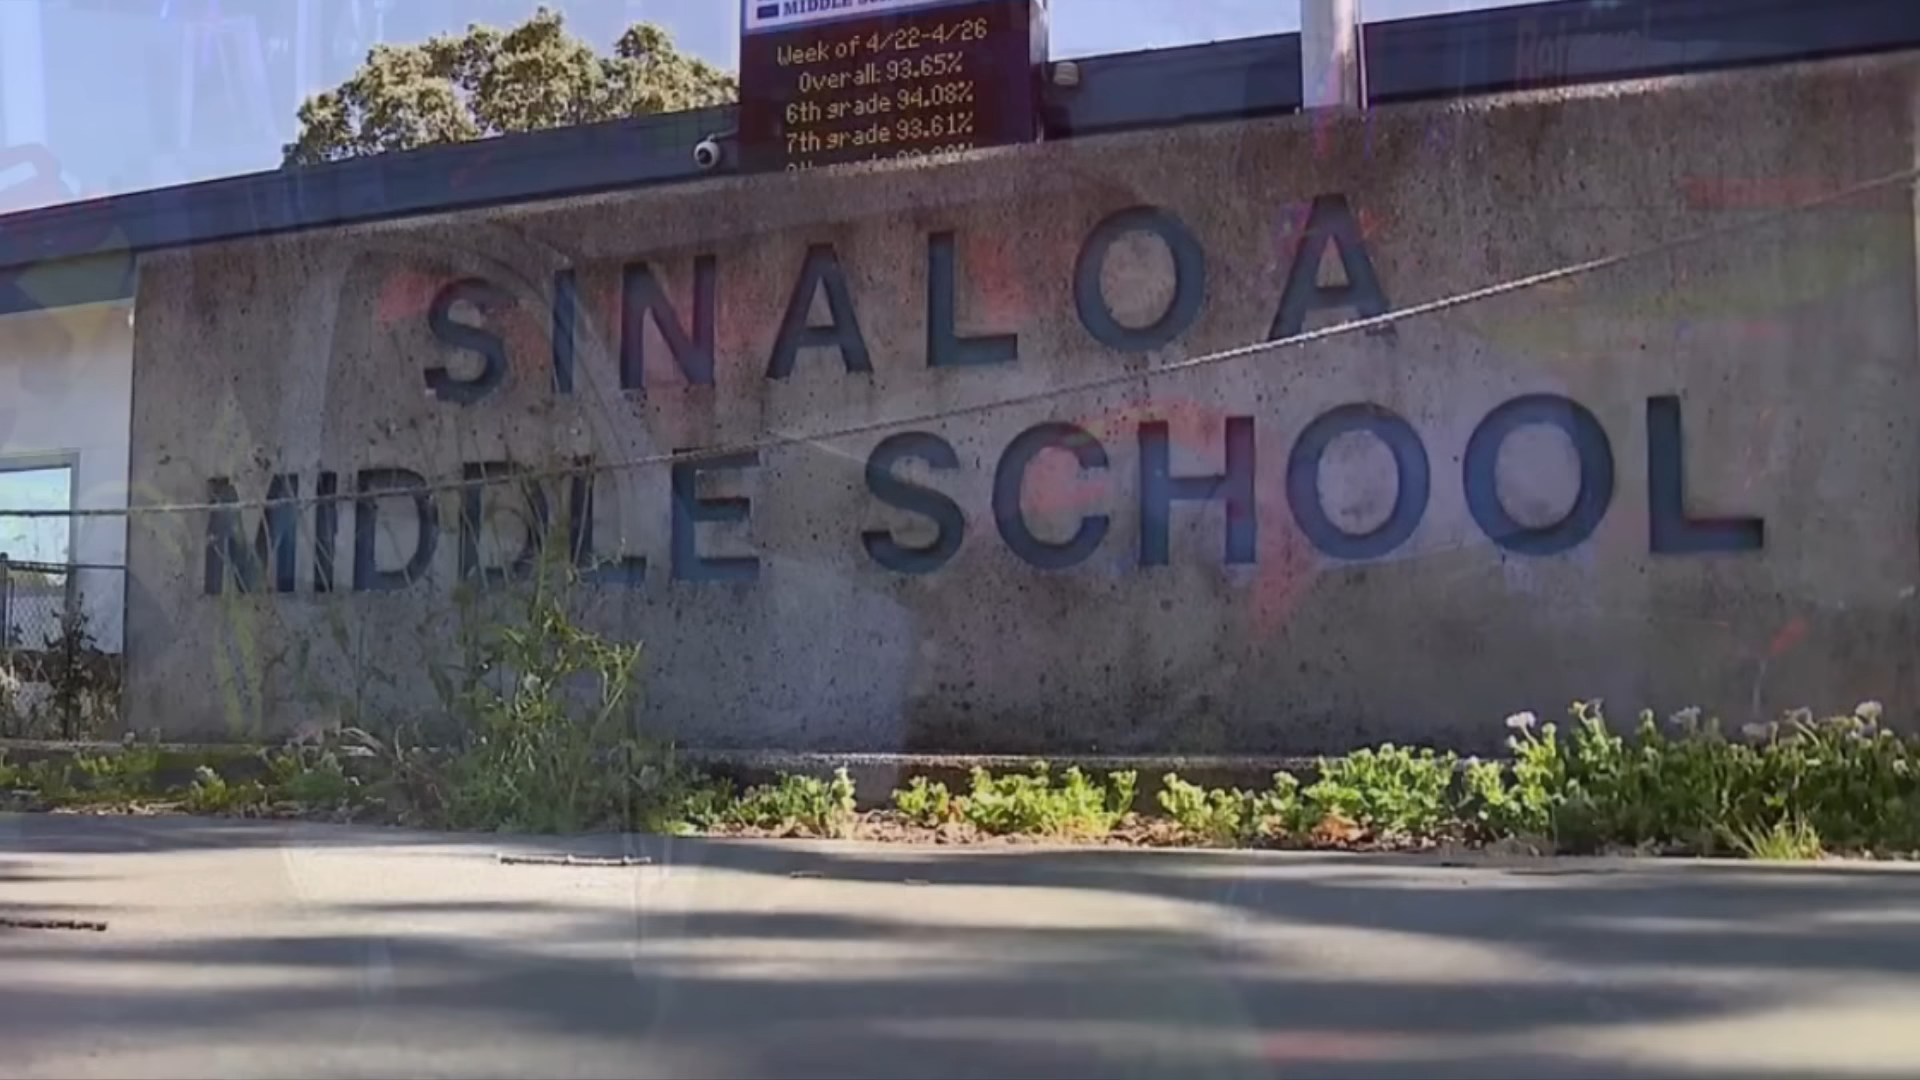 MIDDLE
Week of 4/22-4/26
Overall: 93.65%
6th grade 94.08%
7th grade 93.61%
grade
SINALOA
MIDDLE SCHOOL